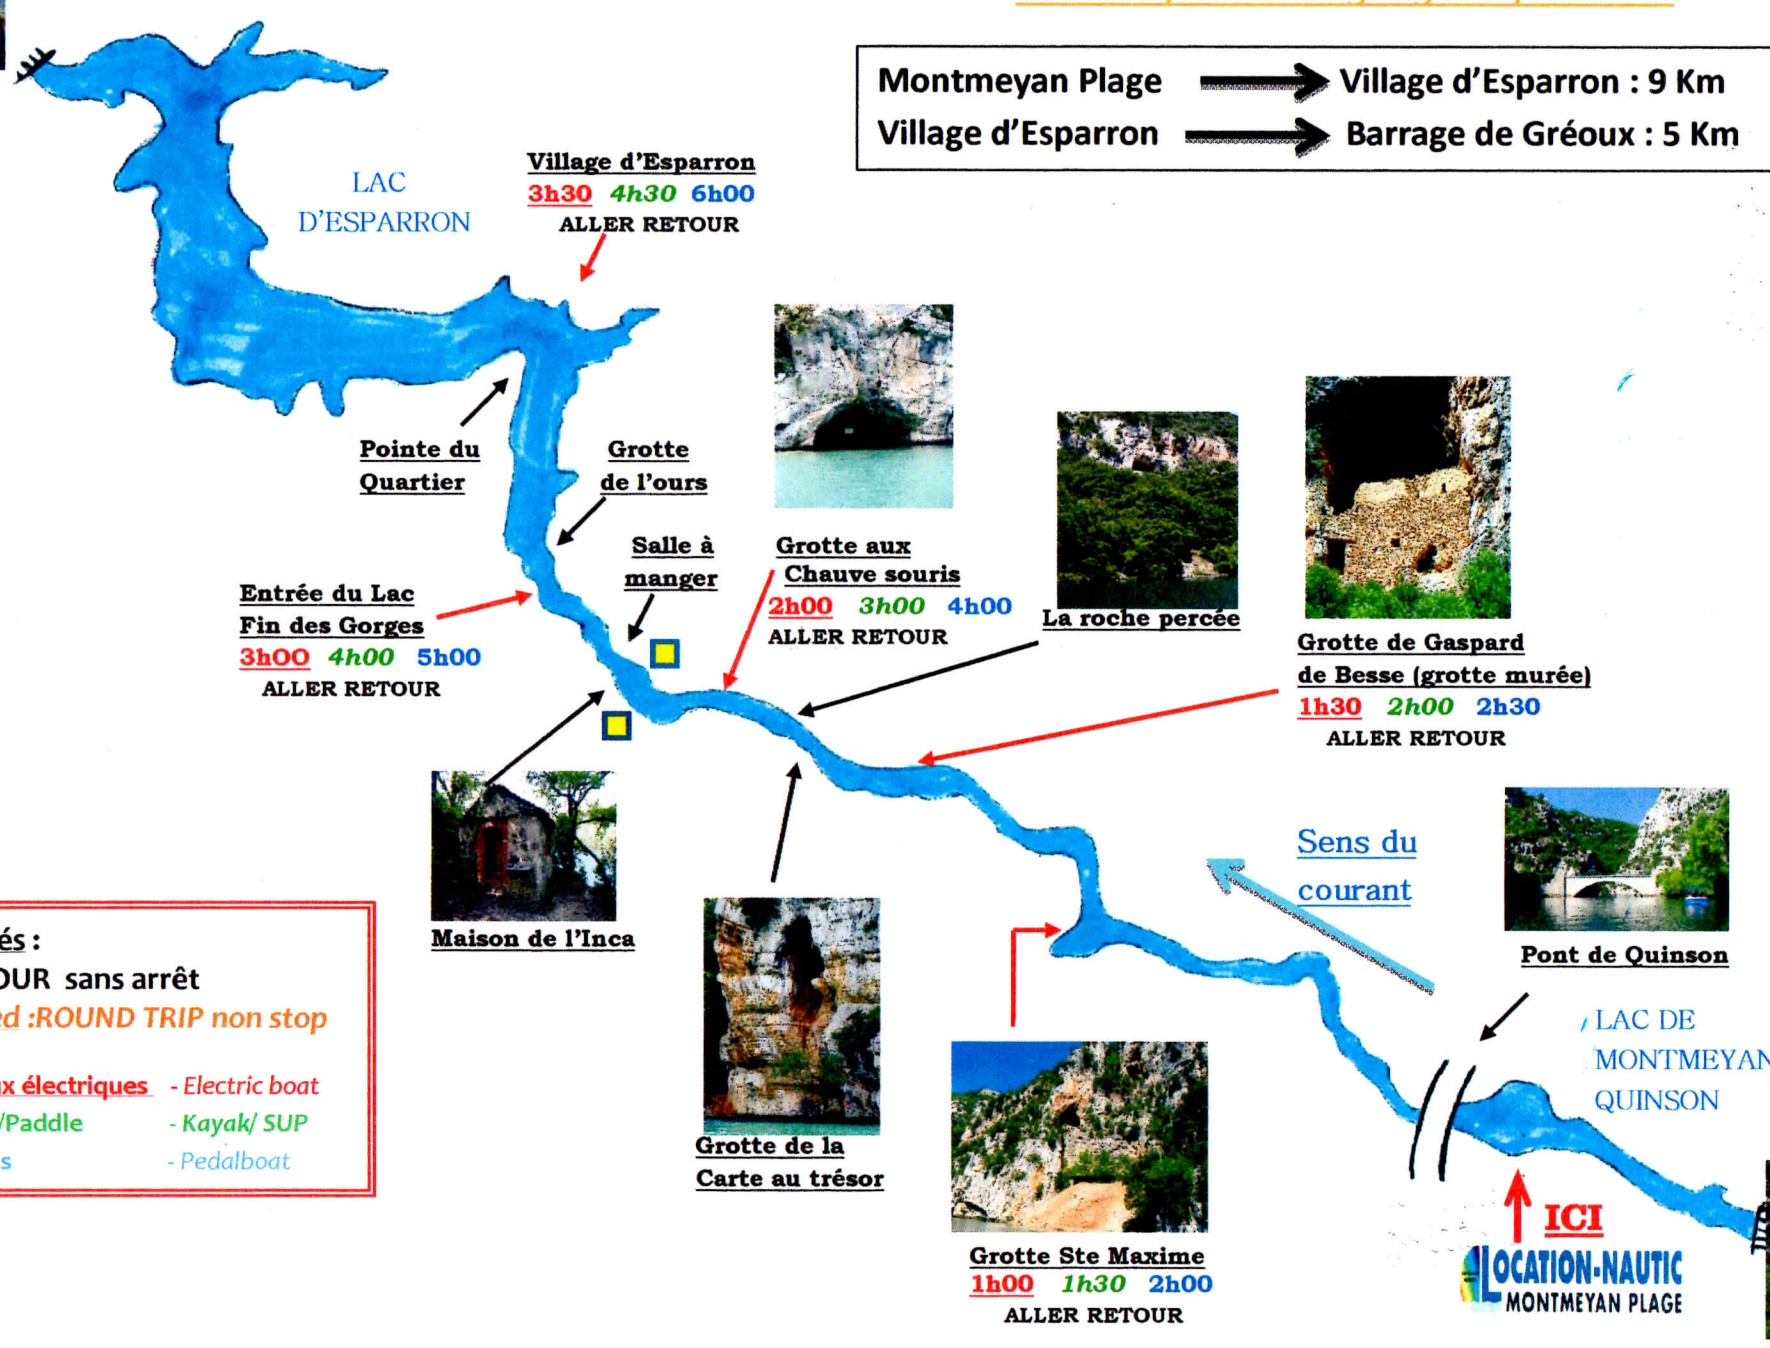 Montmeyan Plage Village d'Esparron : 9 Km
Village d'Esparron Barrage de Gréoux : 5 Km
Village d'Esparron
3h30 4h30 6h00
ALLER RETOUR
LAC
D'ESPARRON
Pointe du
Quartier
Grotte
de l'ours
Salle à
manger
Grotte aux
Chauve souris
2h00 3h00 4h00
ALLER RETOUR
La roche percée
Grotte de Gaspard
de Besse (grotte murée)
1h30 2h00 2h30
ALLER RETOUR
Entrée du Lac
Fin des Gorges
3hOO 4h00 5h00
ALLER RETOUR
Maison de l'Inca
Sens du
courant
Pont de Quinson
LAC DE
MONTMEYAN
QUINSON
és :
OUR sans arrêt
ed :ROUND TRIP non stop
ux électriques - Electric boat
/Paddle - Kayak/ SUP
s - Pedalboat
Grotte de la
Carte au trésor
Grotte Ste Maxime
1h00 1h30 2h00
ALLER RETOUR
ICI
LOCATION-NAUTIC
MONTMEYAN PLAGE